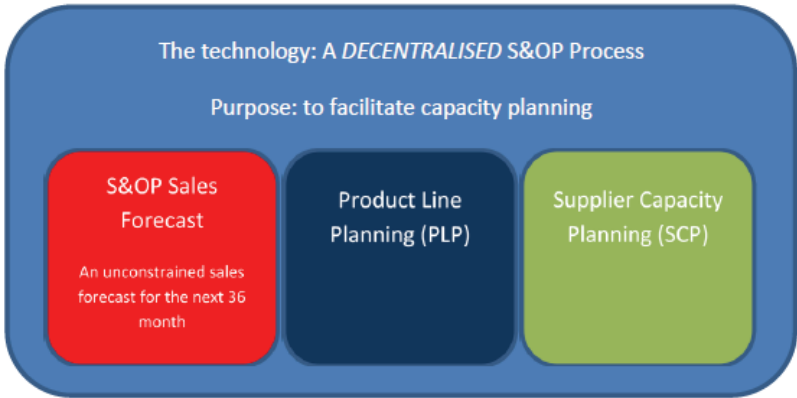 The technology: A DECENTRALISED S&OP Process
Purpose: to facilitate capacity planning
S&OP Sales
Forecast
An unconstrained sales
forecast for the next 36
month
Product Line
Planning (PLP)
Supplier Capacity
Planning (SCP)